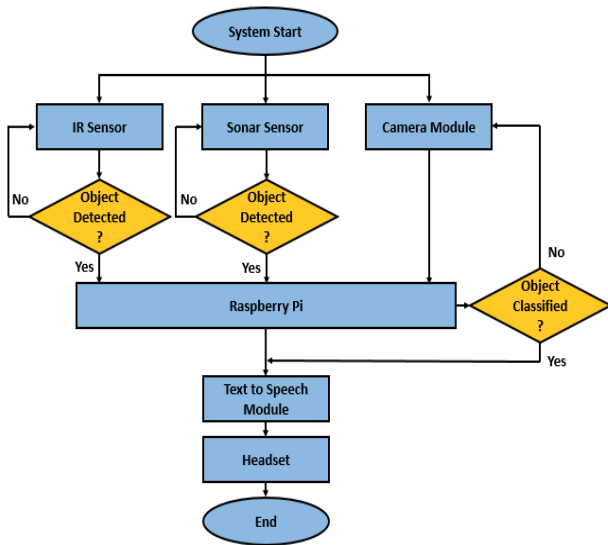 System Start
IR Sensor
Sonar Sensor
Camera Module
No
Object
Detected
?
No
Object
Detected
?
No
Yes
Yes
Raspberry Pi
Object
Classified
?
Yes
Text to Speech
Module
Headset
End